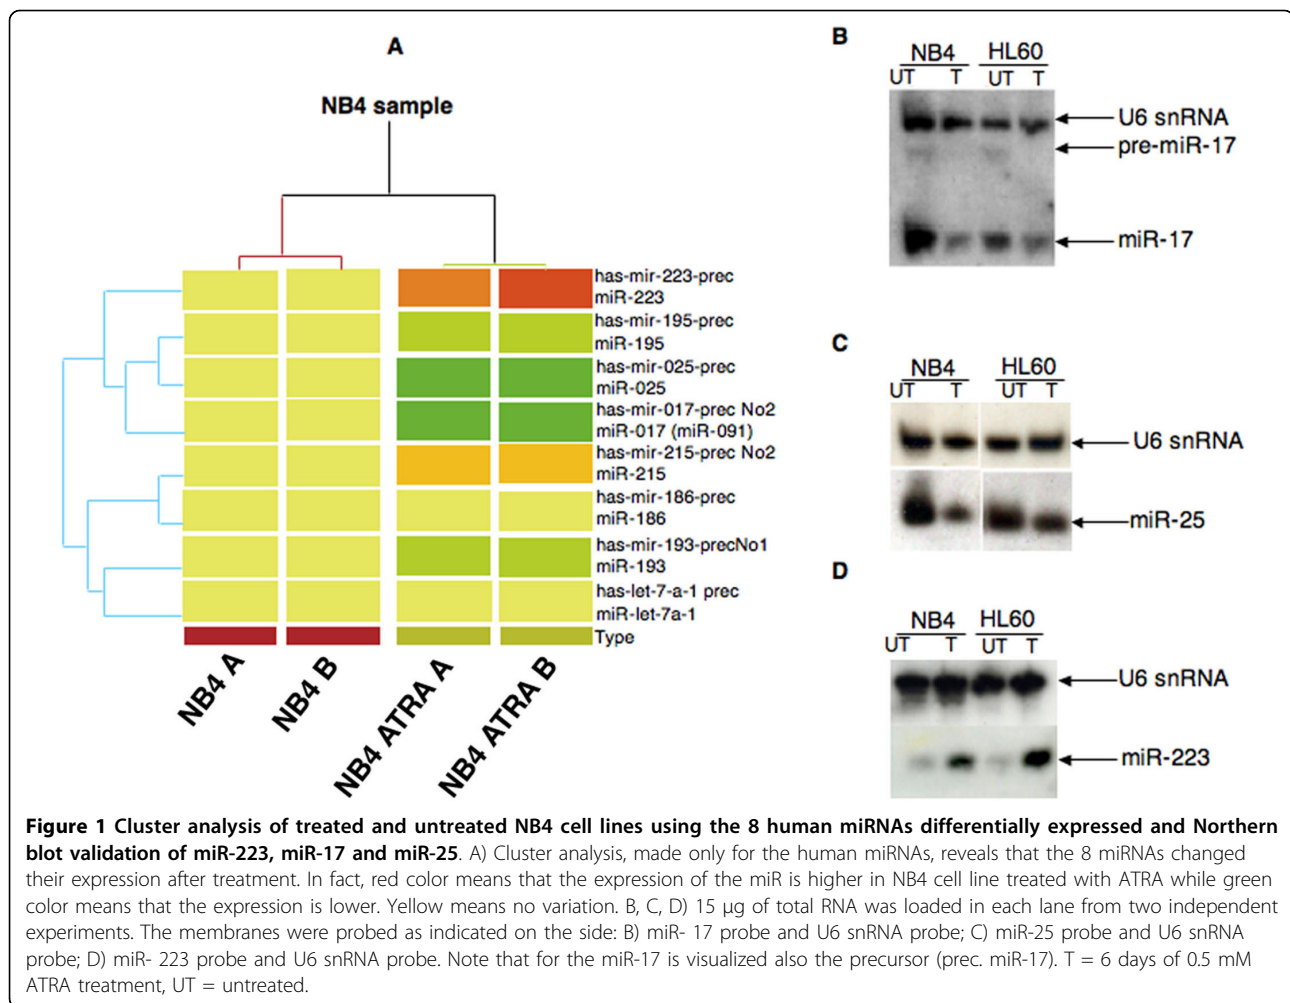 A
NB4 sample
has-mir-223-prec
miR-223
has-mir-195-prec
miR-195
has-mir-025-prec
miR-025
has-mir-017-prec No2
miR-017 (miR-091)
has-mir-215-prec No2
miR-215
has-mir-186-prec
miR-186
has-mir-193-precNo1
miR-193
has-let-7-a-1 prec
miR-let-7a-1
Type
NB4 A
NB4 B
NB4 ATRA A
NB4 ATRA B
B
NB4 HL60
UT T UT T
U6 snRNA
pre-miR-17
miR-17
C
NB4 HL60
UT T UT T
U6 snRNA
miR-25
D
NB4 HL60
UT T UT T
U6 snRNA
miR-223
Figure 1 Cluster analysis of treated and untreated NB4 cell lines using the 8 human miRNAs differentially expressed and Northern
blot validation of miR-223, miR-17 and miR-25. A) Cluster analysis, made only for the human miRNAs, reveals that the 8 miRNAs changed
their expression after treatment. In fact, red color means that the expression of the miR is higher in NB4 cell line treated with ATRA while green
color means that the expression is lower. Yellow means no variation. B, C, D) 15 μg of total RNA was loaded in each lane from two independent
experiments. The membranes were probed as indicated on the side: B) miR- 17 probe and U6 snRNA probe; C) miR-25 probe and U6 snRNA
probe; D) miR- 223 probe and U6 snRNA probe. Note that for the miR-17 is visualized also the precursor (prec. miR-17). T = 6 days of 0.5 mM
ATRA treatment, UT = untreated.